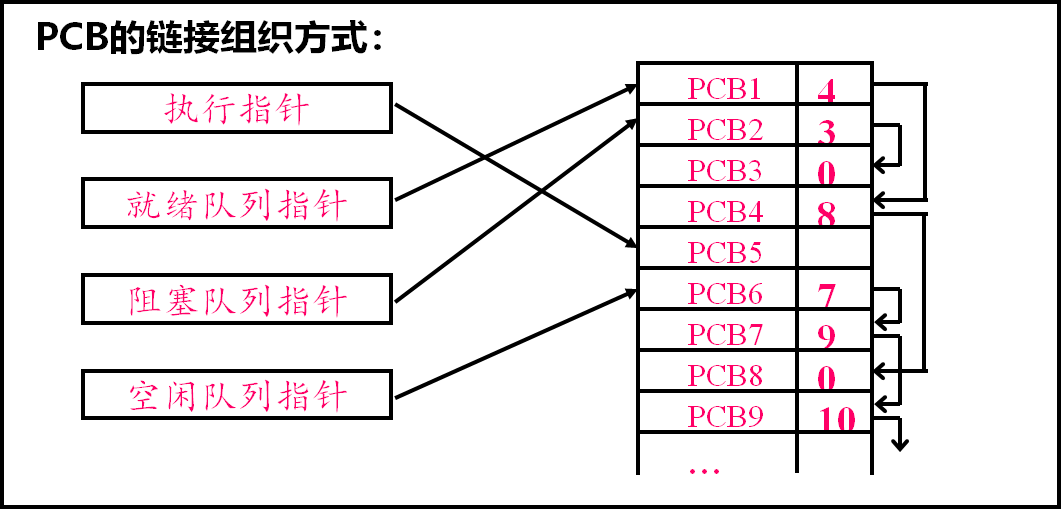 PCB的链接组织方式：
执行指针
就绪队列指针
阻塞队列指针
空闲队列指针
PCB1 4
PCB2 3
PCB3 0
PCB4 8
PCB5
PCB6 7
PCB7 9
PCB8 0
PCB9 10
…